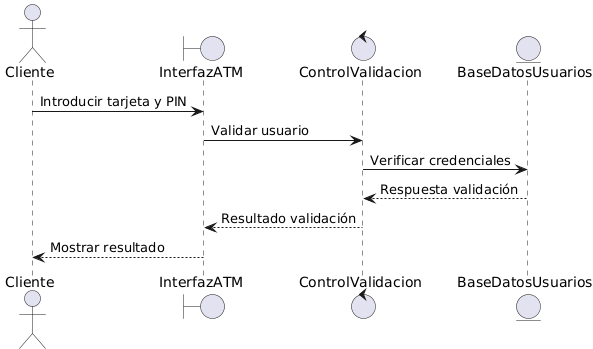 Cliente
InterfazATM
ControlValidacion
BaseDatosUsuarios
Introducir tarjeta y PIN
Validar usuario
Verificar credenciales
Respuesta validación
Resultado validación
Mostrar resultado
Cliente
InterfazATM
ControlValidacion
BaseDatosUsuarios